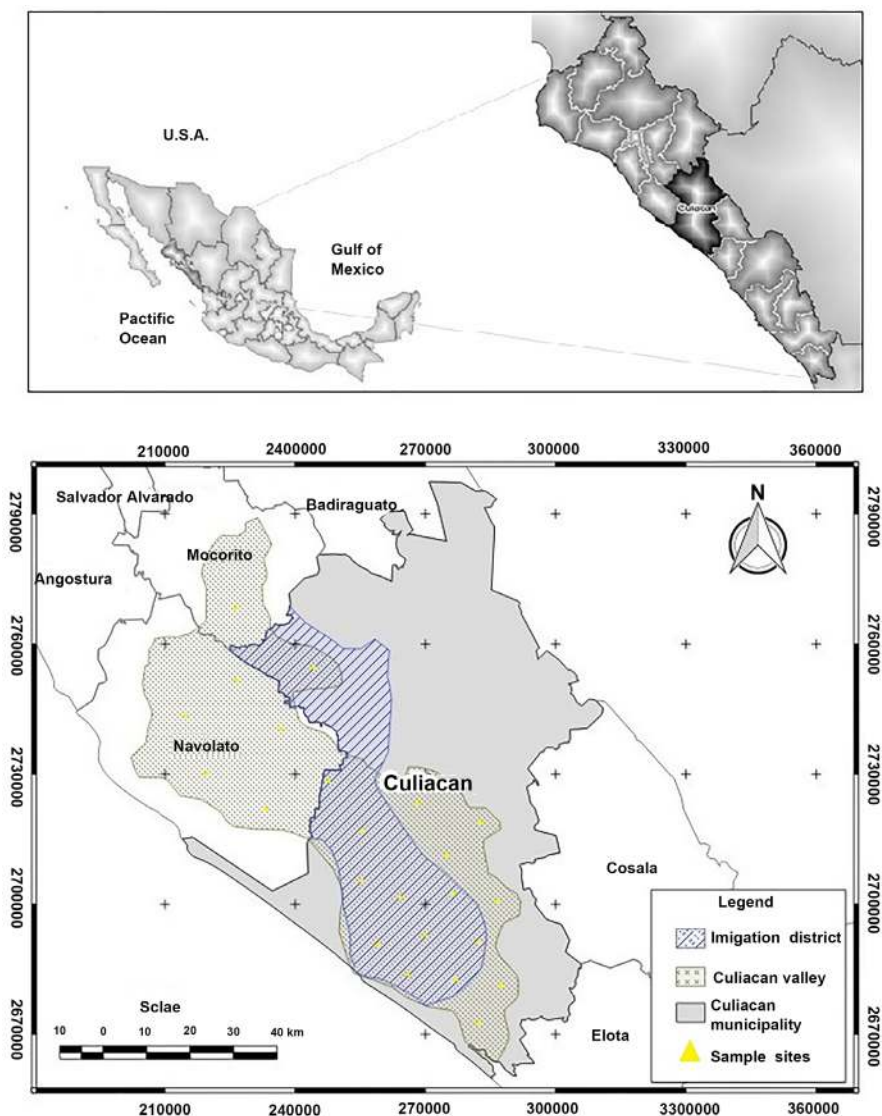 U.S.A.
Gulf of
Mexico
Pactific
Ocean
Culiacan
210000 2400000 270000 300000 330000 360000
2790000 2760000 2730000 2700000 2670000
2790000 2760000 2730000 2700000 2670000
Salvador Alvarado
Badiraguato
N
Mocorito
Angostura
Navolato
Culiacan
Cosala
Elota
Legend
Imigation district
Culiacan valley
Culiacan
municipality
Sample sites
Sclae
10 0 10 20 30 40 km
210000 2400000 270000 300000 330000 360000